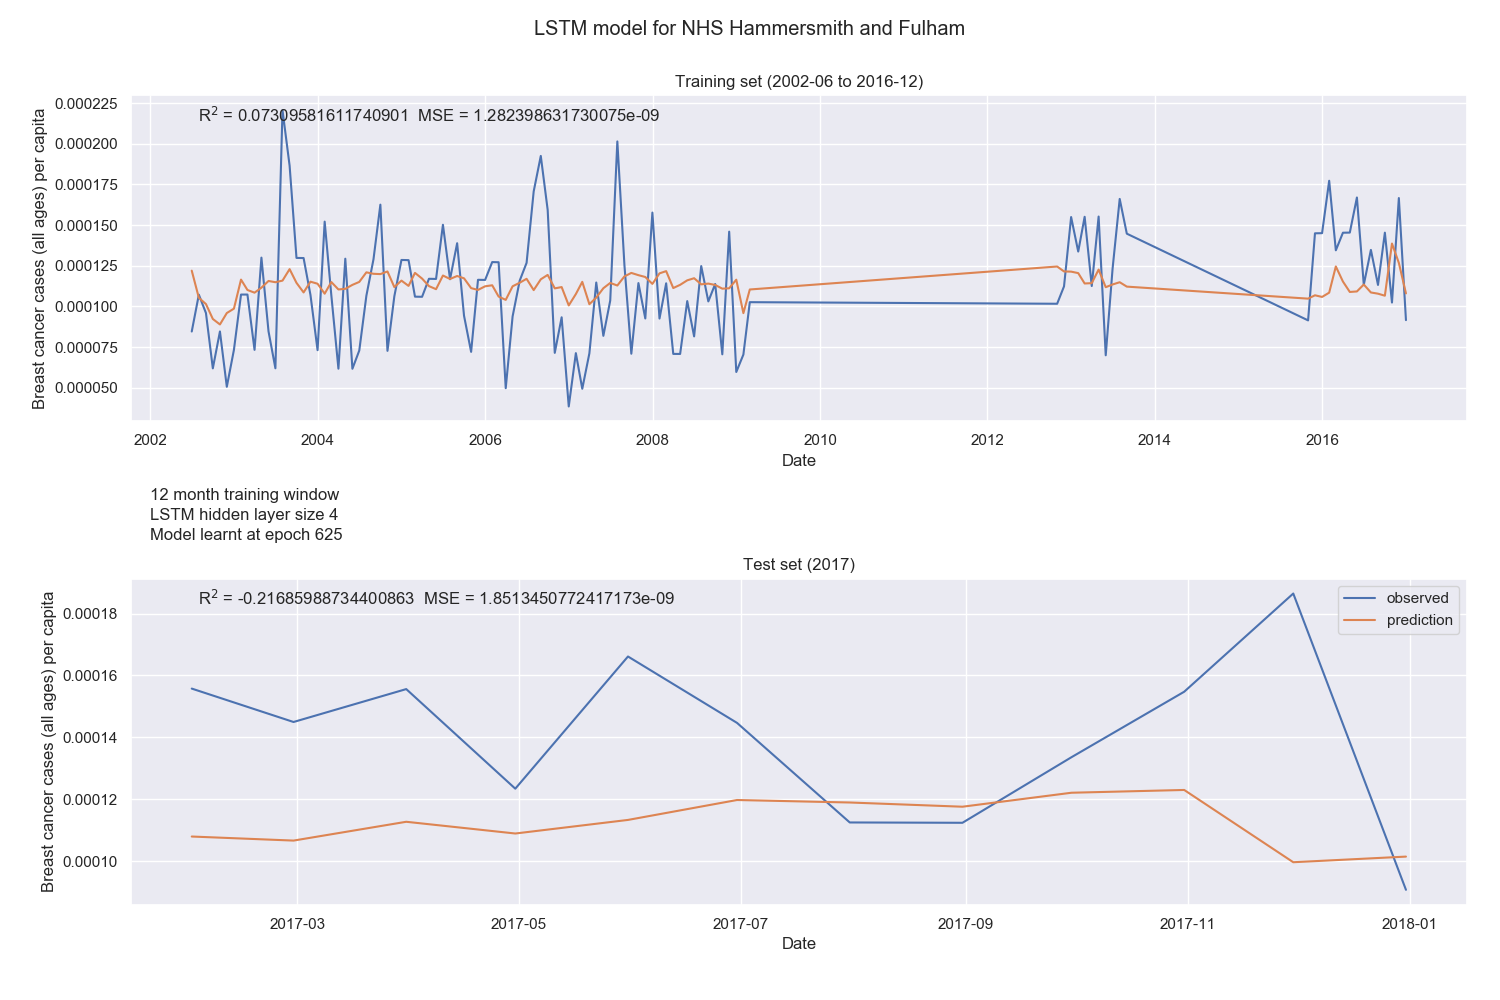 LSTM model for NHS Hammersmith and Fulham
Training set (2002-06 to 2016-12)
R² = 0.07309581611740901 MSE = 1.282398631730075e-09
Breast cancer cases (all ages) per capita
0.000225
0.000200
0.000175
0.000150
0.000125
0.000100
0.000075
0.000050
2002 2004 2006 2008 2010 2012 2014 2016
Date
12 month training window
LSTM hidden layer size 4
Model learnt at epoch 625
Test set (2017)
R² = -0.21685988734400863 MSE = 1.8513450772417173e-09
observed
prediction
Breast cancer cases (all ages) per capita
0.00018
0.00016
0.00014
0.00012
0.00010
2017-03 2017-05 2017-07 2017-09 2017-11 2018-01
Date